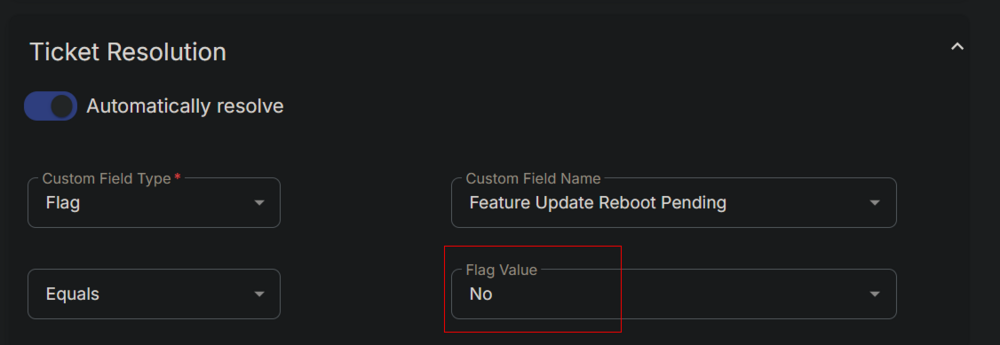 Ticket Resolution
Automatically resolve
Custom Field Type *
Flag
Custom Field Name
Feature Update Reboot Pending
Equals
Flag Value
No